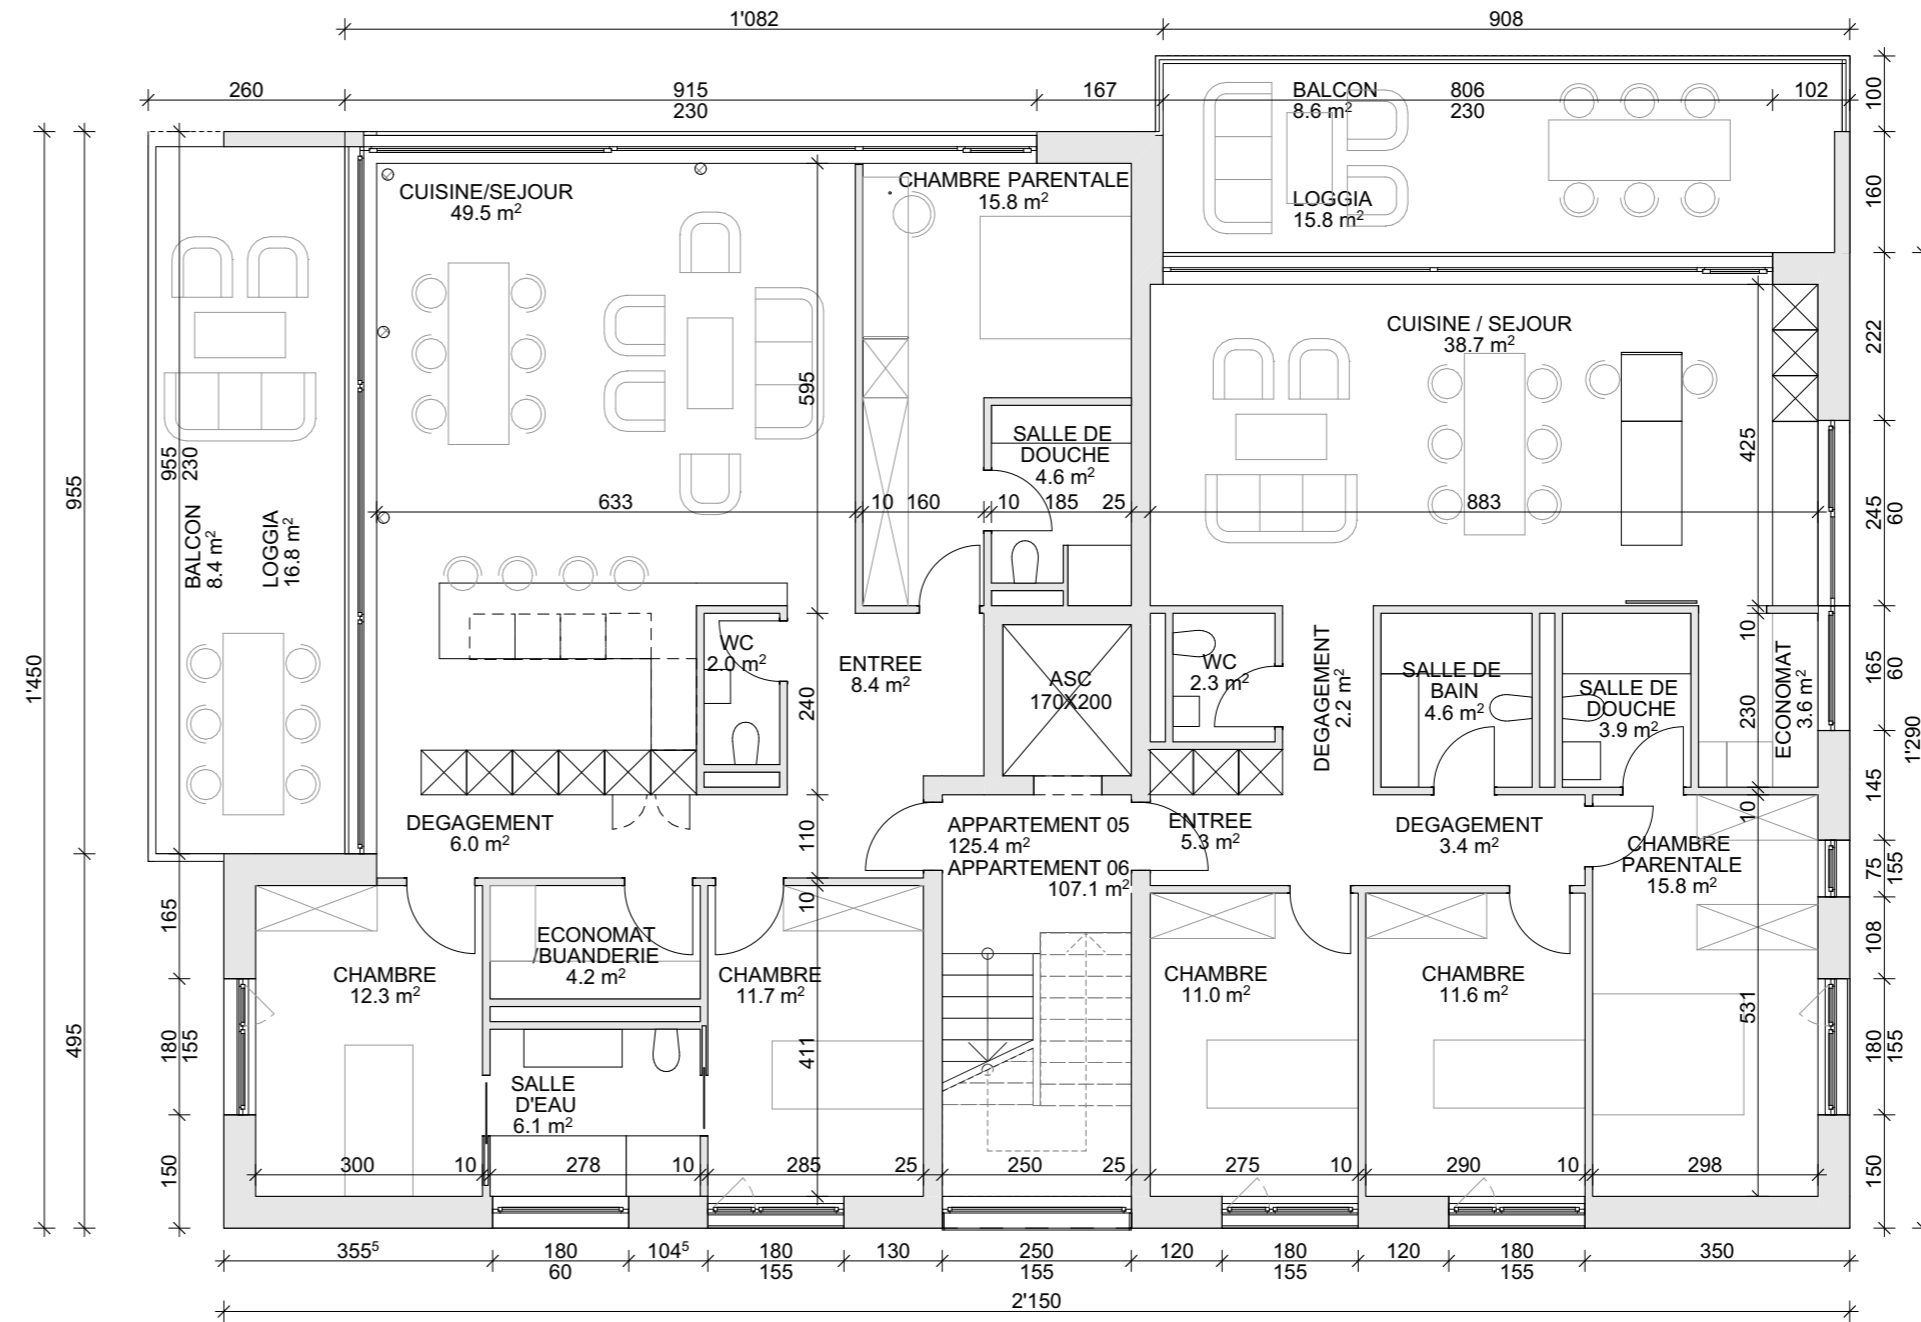 1'082
908
260
915
230
167
806
230
102
100
BALCON
8.6 m²
LOGGIA
15.8 m²
160
CUISINE/SEJOUR
49.5 m²
CHAMBRE PARENTALE
15.8 m²
222
CUISINE / SEJOUR
38.7 m²
595
425
955
955
230
BALCON
8.4 m²
LOGGIA
16.8 m²
SALLE DE
DOUCHE
4.6 m²
633
10
160
10
185
25
883
245
60
1'450
WC
2.0 m²
ENTREE
8.4 m²
240
ASC
170X200
WC
2.3 m²
DEGAGEMENT
2.2 m²
SALLE DE
BAIN
4.6 m²
SALLE DE
DOUCHE
3.9 m²
10
230
ECONOMAT
3.6 m²
165
60
1'290
145
10
DEGAGEMENT
6.0 m²
110
APPARTEMENT 05
125.4 m²
APPARTEMENT 06
107.1 m²
ENTREE
5.3 m²
DEGAGEMENT
3.4 m²
CHAMBRE
PARENTALE
15.8 m²
75
155
165
10
ECONOMAT
/BUANDERIE
4.2 m²
108
CHAMBRE
12.3 m²
CHAMBRE
11.7 m²
CHAMBRE
11.0 m²
CHAMBRE
11.6 m²
531
495
180
155
411
180
155
SALLE
D'EAU
6.1 m²
150
300
10
278
10
285
25
250
25
275
10
290
10
298
150
355⁵
180
60
104⁵
180
155
130
250
155
120
180
155
120
180
155
350
2'150